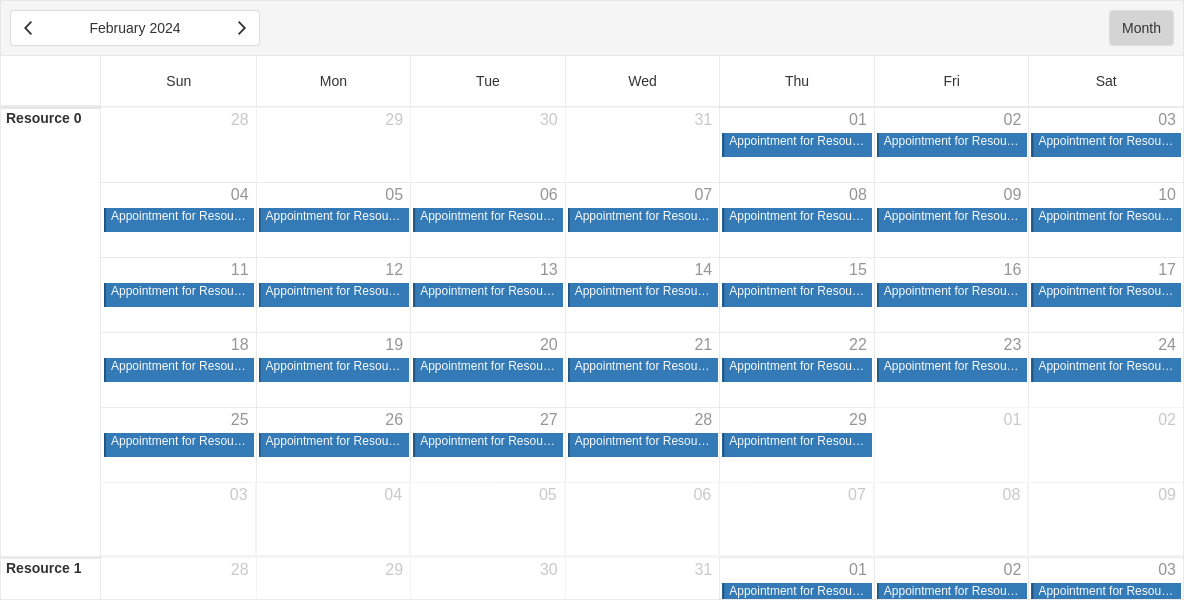 February 2024
Month
Sun Mon Tue Wed Thu Fri Sat
Resource 0
28 29 30 31 01 02 03
Appointment for Resou… Appointment for Resou… Appointment for Resou…
04 05 06 07 08 09 10
Appointment for Resou… Appointment for Resou… Appointment for Resou… Appointment for Resou… Appointment for Resou… Appointment for Resou… Appointment for Resou…
11 12 13 14 15 16 17
Appointment for Resou… Appointment for Resou… Appointment for Resou… Appointment for Resou… Appointment for Resou… Appointment for Resou… Appointment for Resou…
18 19 20 21 22 23 24
Appointment for Resou… Appointment for Resou… Appointment for Resou… Appointment for Resou… Appointment for Resou… Appointment for Resou… Appointment for Resou…
25 26 27 28 29 01 02
Appointment for Resou… Appointment for Resou… Appointment for Resou… Appointment for Resou… Appointment for Resou…
03 04 05 06 07 08 09
Resource 1
28 29 30 31 01 02 03
Appointment for Resou… Appointment for Resou… Appointment for Resou…